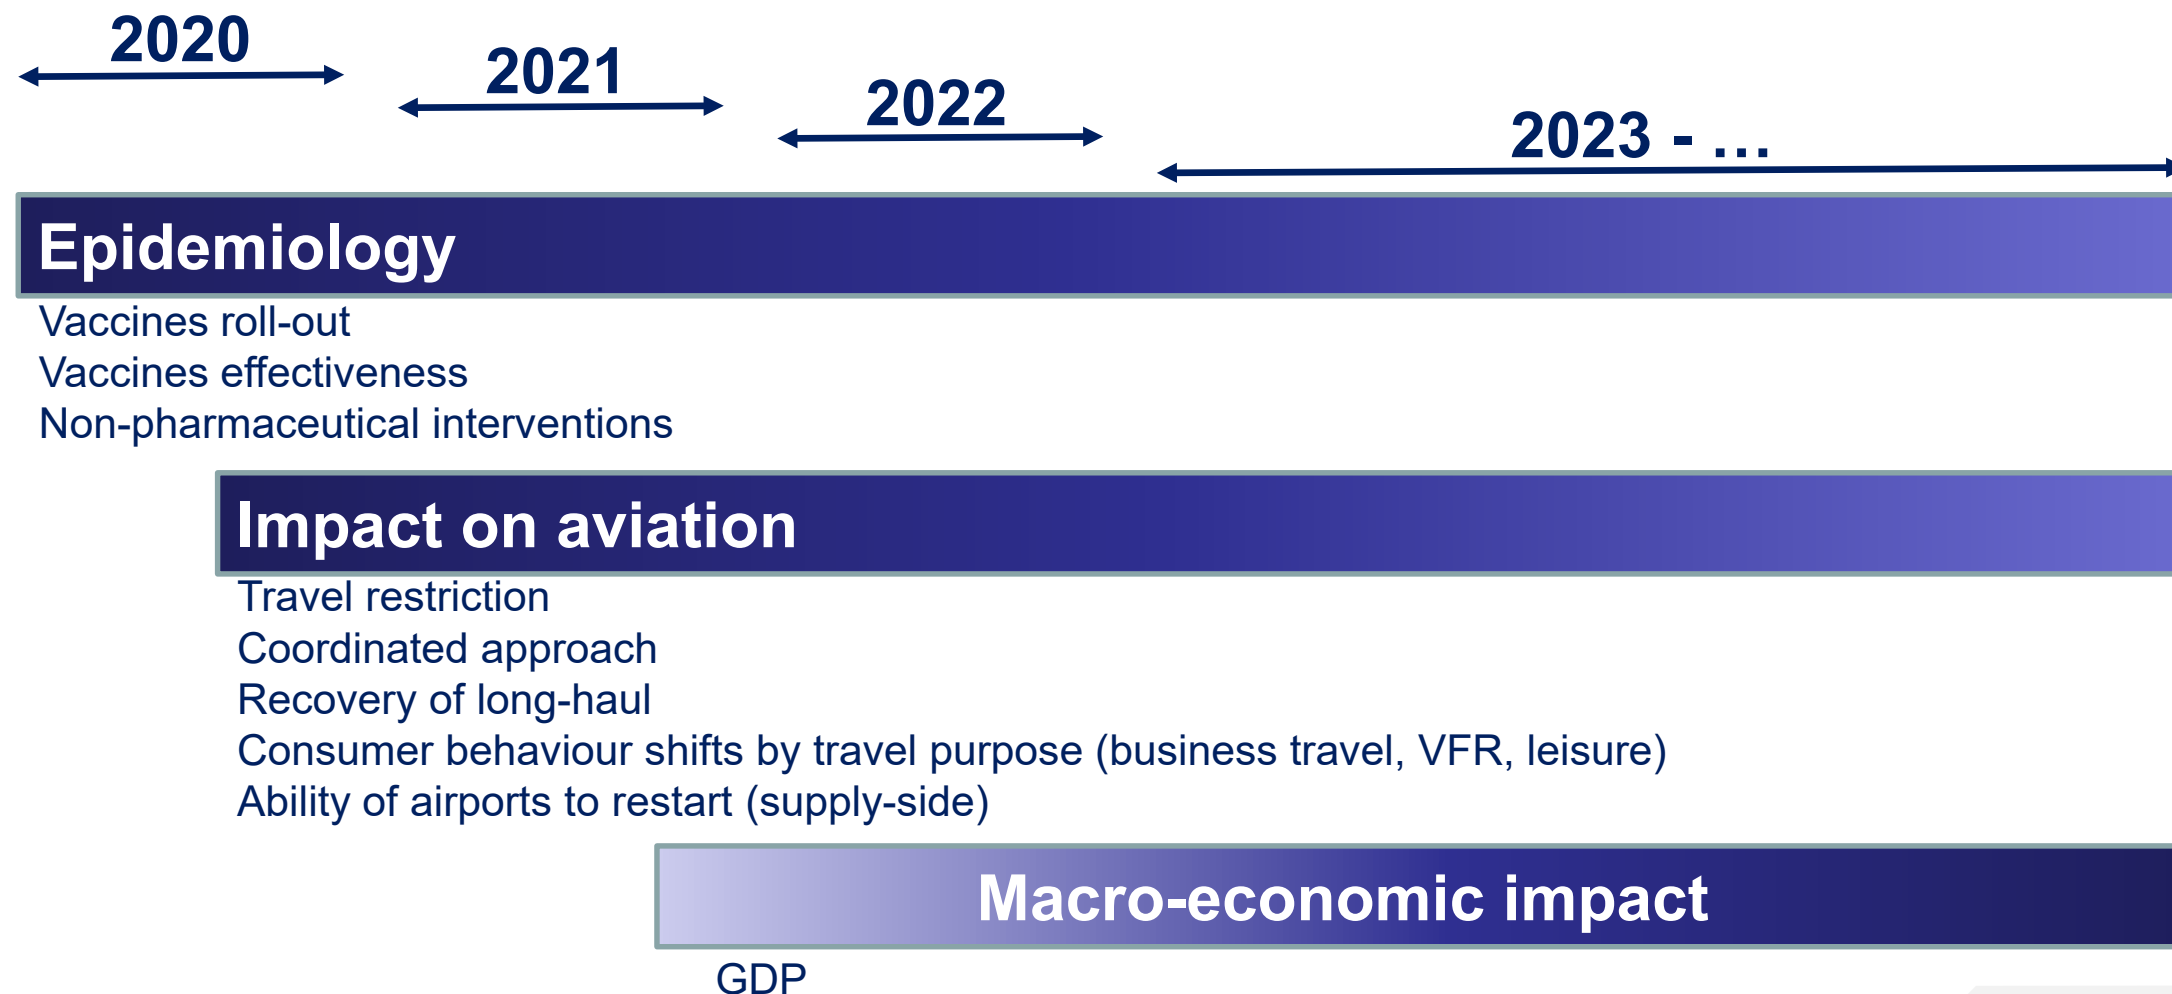 2020
2021
2022
2023 - …
Epidemiology
Vaccines roll-out
Vaccines effectiveness
Non-pharmaceutical interventions
Impact on aviation
Travel restriction
Coordinated approach
Recovery of long-haul
Consumer behaviour shifts by travel purpose (business travel, VFR, leisure)
Ability of airports to restart (supply-side)
Macro-economic impact
GDP